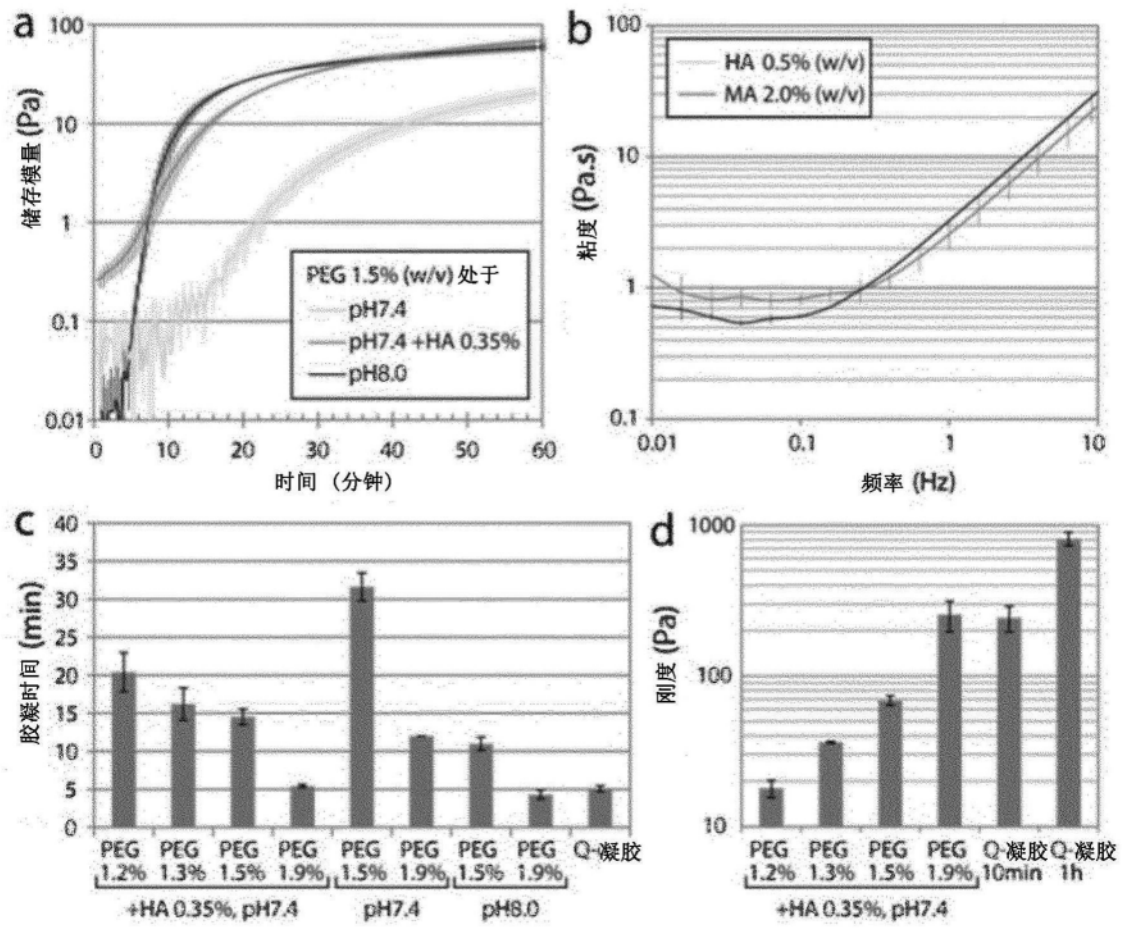 a
100
10
1
0.1
0.01
储存模量 (Pa)
PEG 1.5% (w/v) 处于
pH7.4
pH7.4 +HA 0.35%
pH8.0
0 10 20 30 40 50 60
时间 (分钟)
b
100
10
1
0.1
粘度 (Pa.s)
HA 0.5% (w/v)
MA 2.0% (w/v)
0.01 0.1 1 10
频率 (Hz)
c
40
35
30
25
20
15
10
5
0
胶凝时间 (min)
PEG PEG PEG PEG PEG PEG PEG PEG Q-凝胶
1.2% 1.3% 1.5% 1.9% 1.5% 1.9% 1.5% 1.9%
+HA 0.35%, pH7.4 pH7.4 pH8.0
d
1000
100
10
刚度 (Pa)
PEG PEG PEG PEG Q-凝胶 Q-凝胶
1.2% 1.3% 1.5% 1.9% 10min 1h
+HA 0.35%, pH7.4